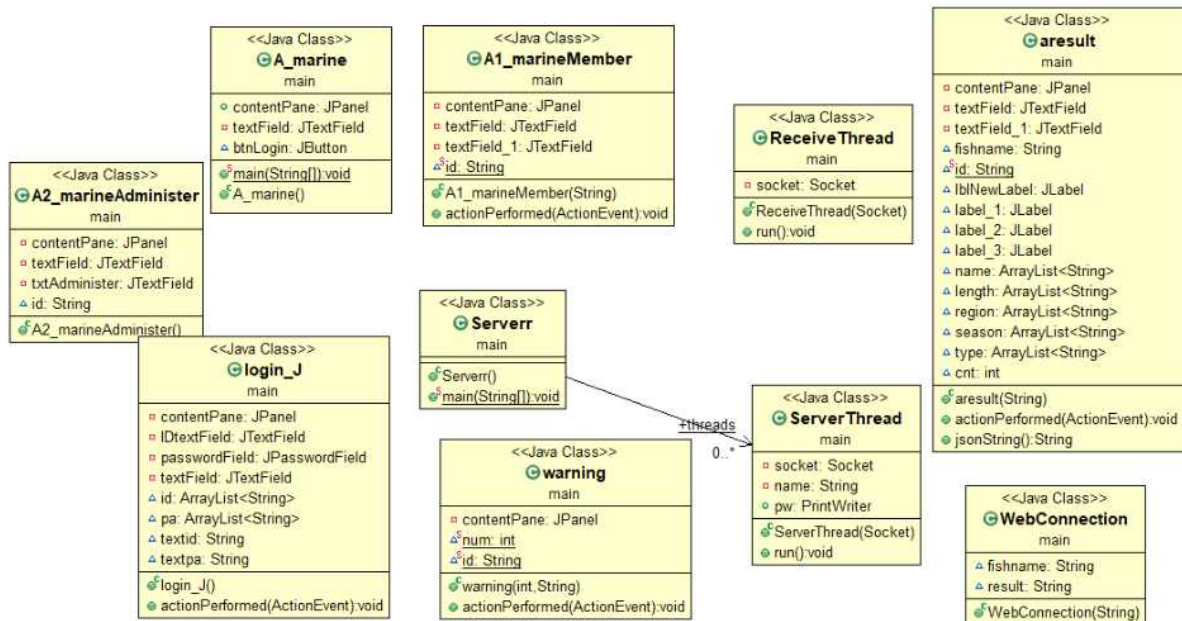 <<Java Class>>
A_marine
main
contentPane: JPanel
textField: JTextField
btnLogin: JButton
main(String[]):void
A_marine()
<<Java Class>>
A1_marineMember
main
contentPane: JPanel
textField: JTextField
textField_1: JTextField
id: String
A1_marineMember(String)
actionPerformed(ActionEvent):void
<<Java Class>>
ReceiveThread
main
socket: Socket
ReceiveThread(Socket)
run():void
<<Java Class>>
aresult
main
contentPane: JPanel
textField: JTextField
textField_1: JTextField
fishname: String
id: String
lblNewLabel: JLabel
label_1: JLabel
label_2: JLabel
label_3: JLabel
name: ArrayList<String>
length: ArrayList<String>
region: ArrayList<String>
season: ArrayList<String>
type: ArrayList<String>
cnt: int
aresult(String)
actionPerformed(ActionEvent):void
jsonString():String
<<Java Class>>
A2_marineAdminister
main
contentPane: JPanel
textField: JTextField
txtAdminister: JTextField
id: String
A2_marineAdminister()
<<Java Class>>
login_J
main
contentPane: JPanel
IDtextField: JTextField
passwordField: JPasswordField
textField: JTextField
id: ArrayList<String>
pa: ArrayList<String>
textid: String
textpa: String
login_J()
actionPerformed(ActionEvent):void
<<Java Class>>
Serverr
main
Serverr()
main(String[]):void
+threads
0..*
<<Java Class>>
ServerThread
main
socket: Socket
name: String
pw: PrintWriter
ServerThread(Socket)
run():void
<<Java Class>>
warning
main
contentPane: JPanel
num: int
id: String
warning(int,String)
actionPerformed(ActionEvent):void
<<Java Class>>
WebConnection
main
fishname: String
result: String
WebConnection(String)